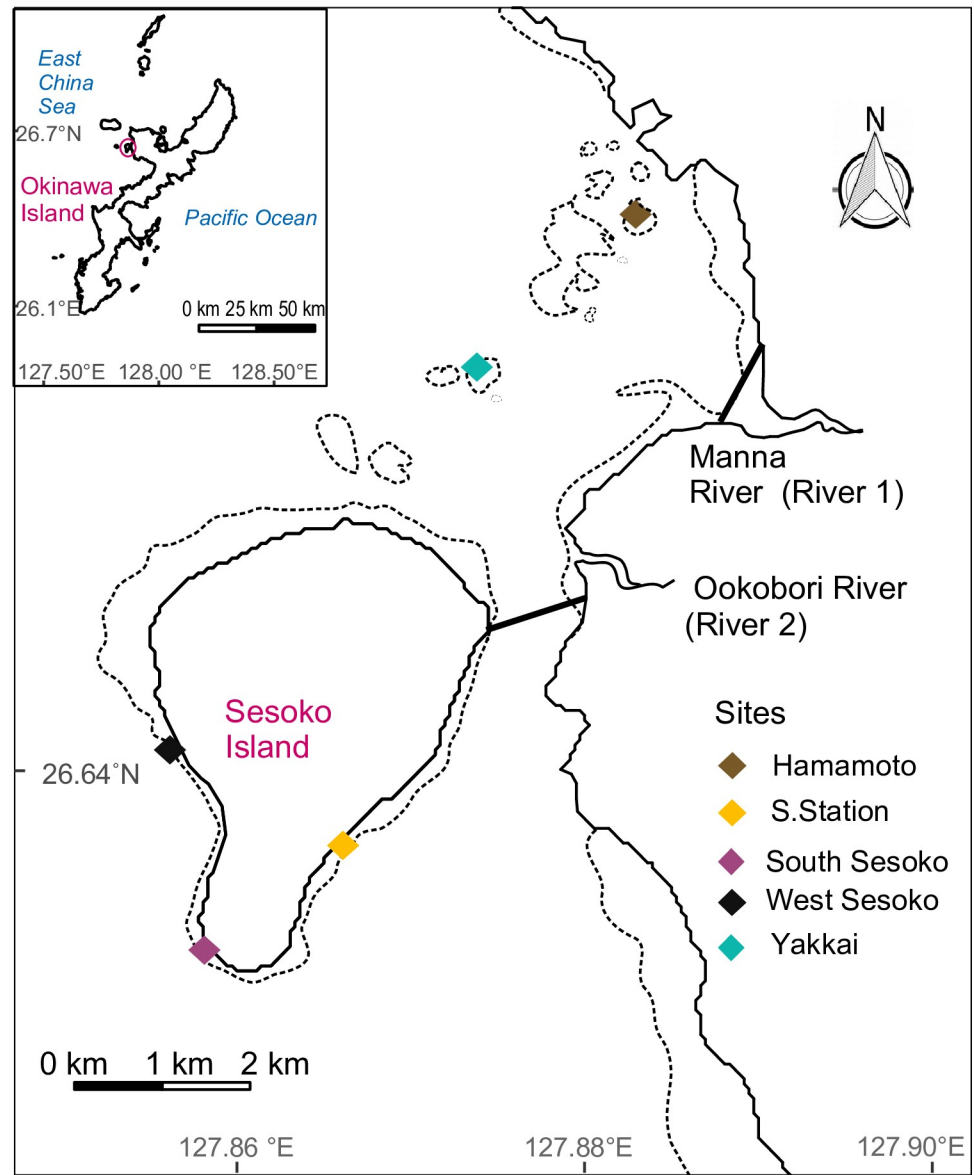 East
China
Sea
26.7°N
Okinawa
Island
Pacific Ocean
26.1°E
0 km 25 km 50 km
127.50°E 128.00 °E 128.50°E
N
Manna
River (River 1)
Ookobori River
(River 2)
Sesoko
Island
26.64°N
Sites
Hamamoto
S.Station
South Sesoko
West Sesoko
Yakkai
0 km 1 km 2 km
127.86 °E 127.88°E 127.90°E